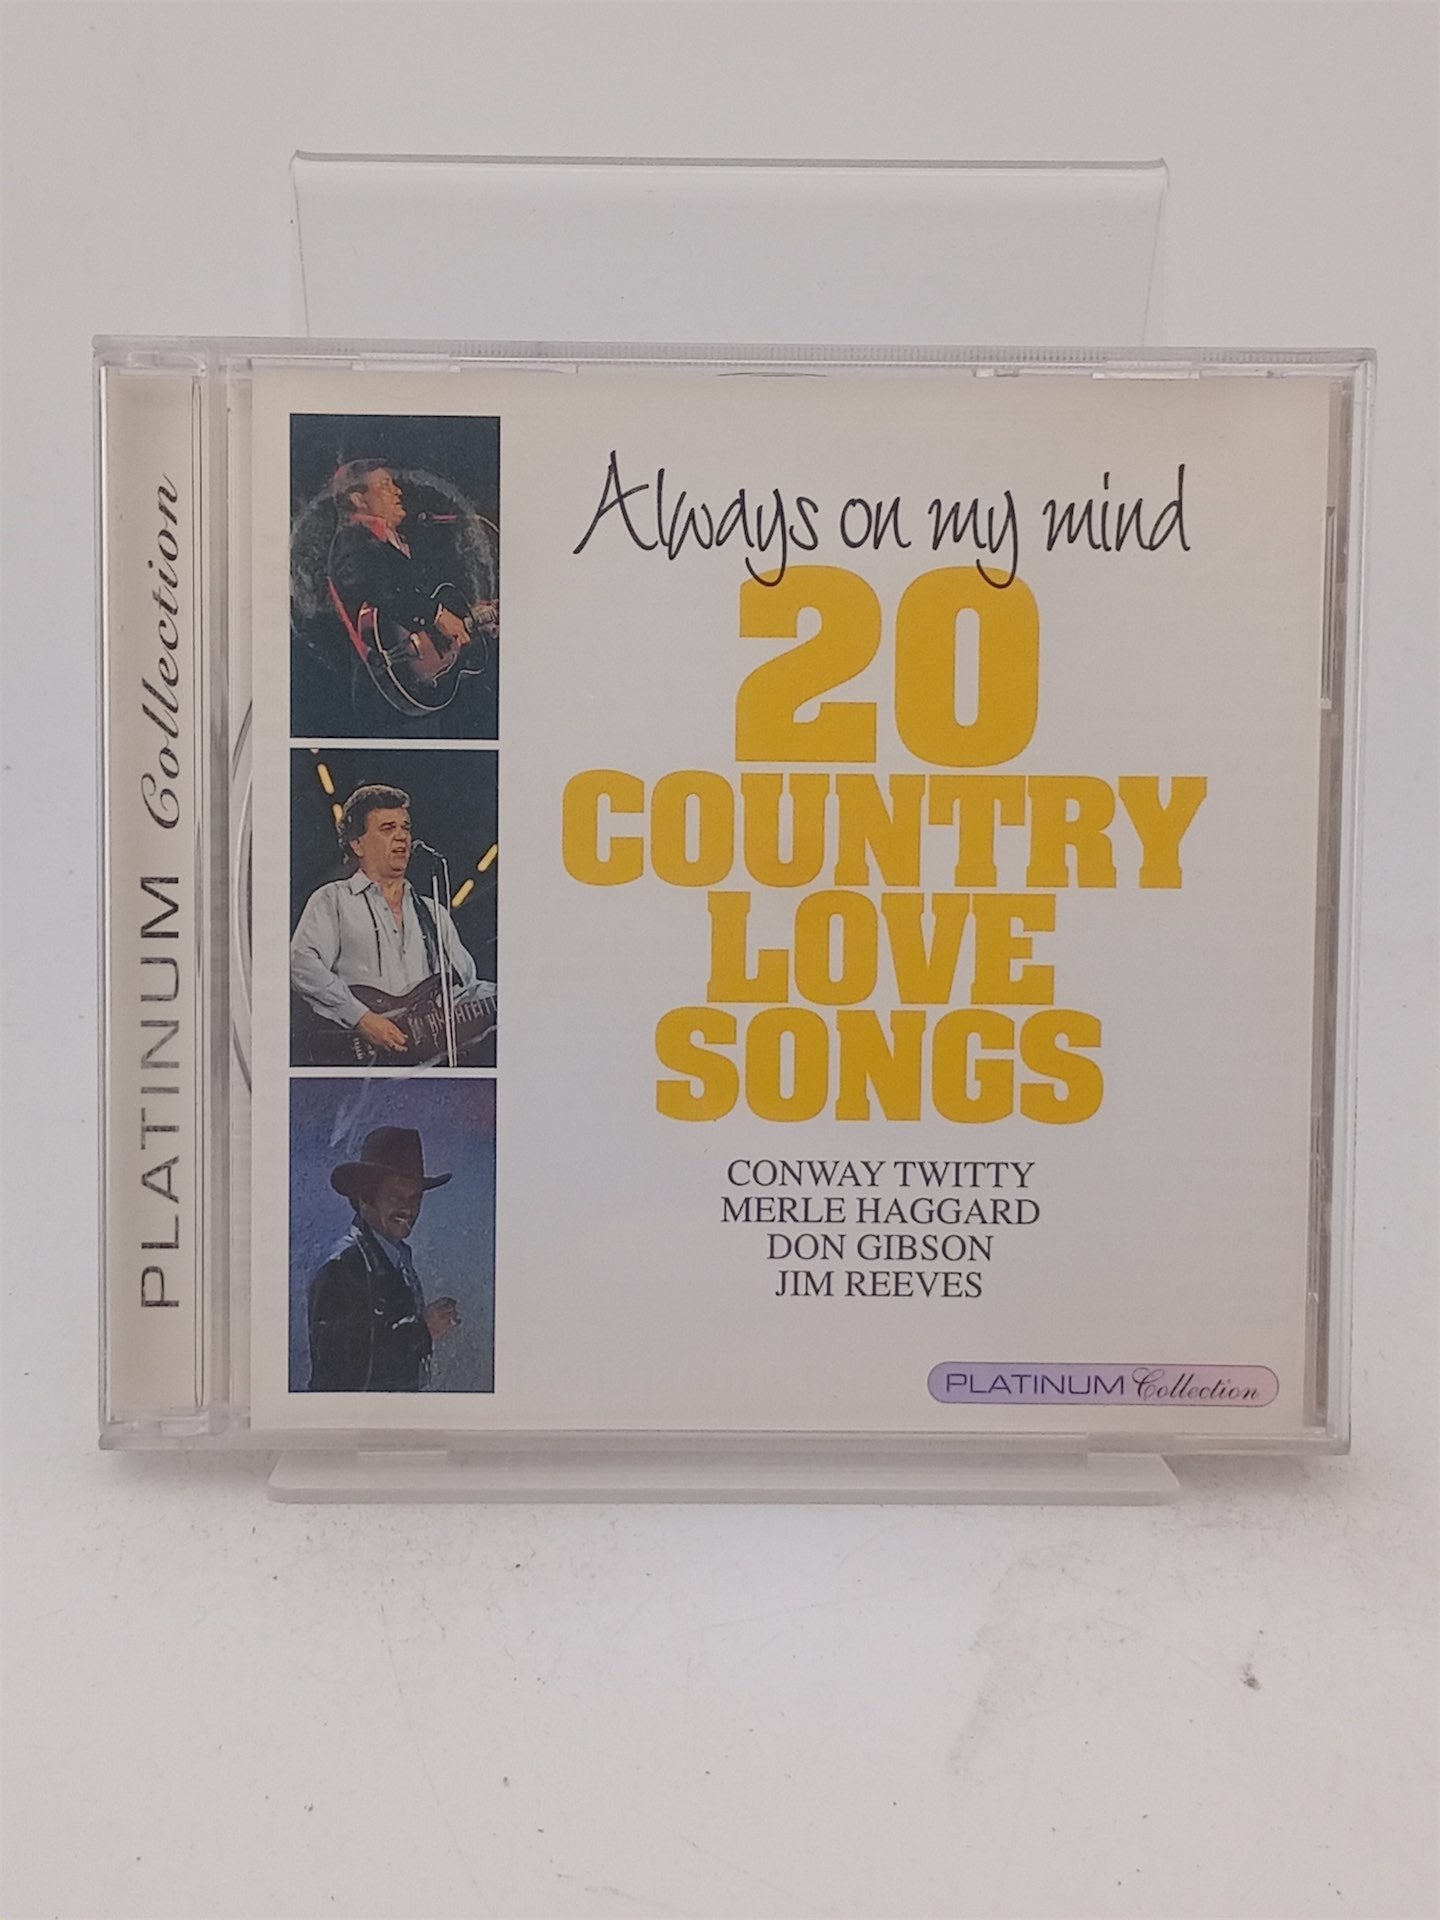 PLATINUM Collection
Always on my mind
20
COUNTRY
LOVE
SONGS
CONWAY TWITTY
MERLE HAGGARD
DON GIBSON
JIM REEVES
PLATINUM Collection